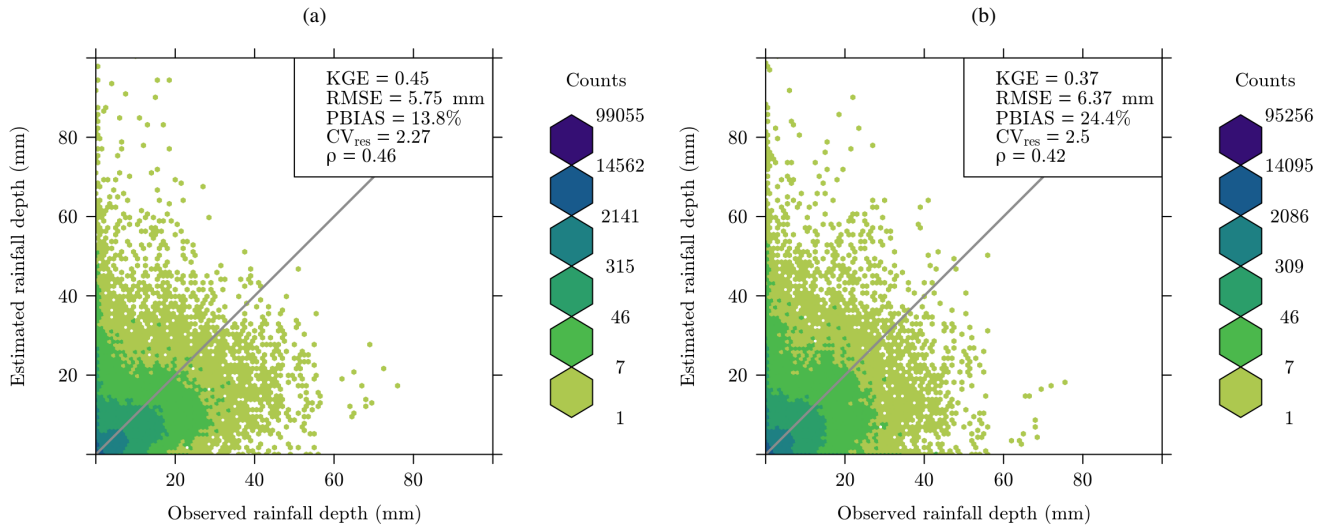 (a)
KGE = 0.45
RMSE = 5.75 mm
PBIAS = 13.8%
CVres = 2.27
ρ = 0.46
Estimated rainfall depth (mm)
80
60
40
20
20
40
60
80
Observed rainfall depth (mm)
Counts
99055
14562
2141
315
46
7
1
(b)
KGE = 0.37
RMSE = 6.37 mm
PBIAS = 24.4%
CVres = 2.5
ρ = 0.42
Estimated rainfall depth (mm)
80
60
40
20
20
40
60
80
Observed rainfall depth (mm)
Counts
95256
14095
2086
309
46
7
1